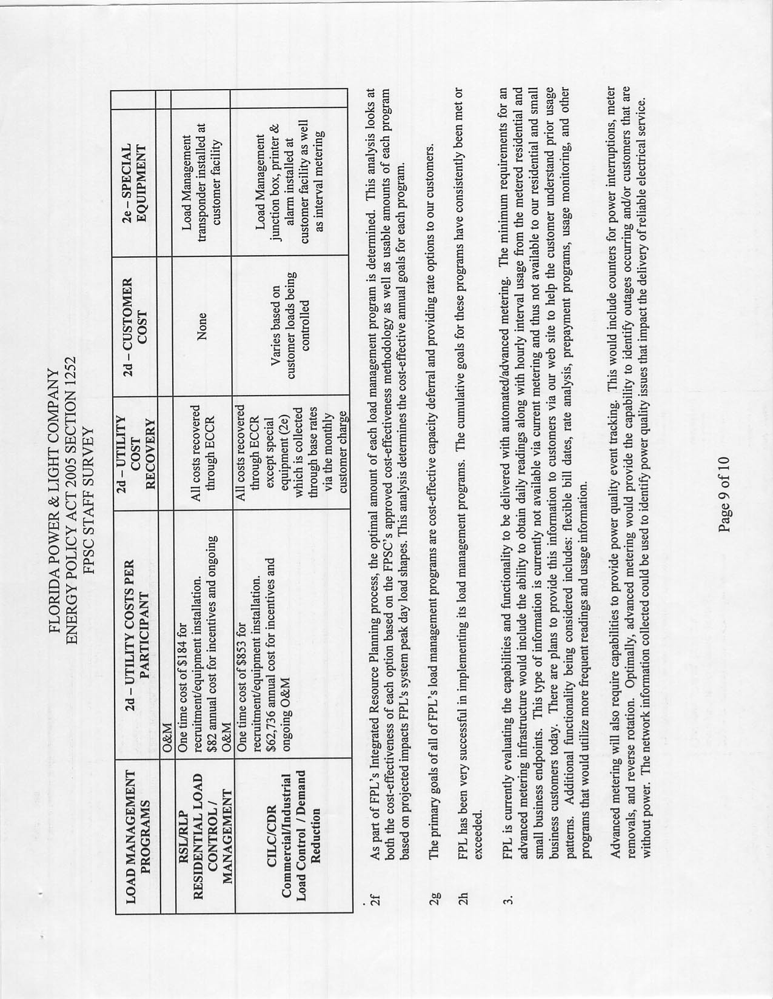 FLORIDA POWER & LIGHT COMPANY
ENERGY POLICY ACT 2005 SECTION 1252
FPSC STAFF SURVEY
LOAD MANAGEMENT
PROGRAMS
2d – UTILITY COSTS PER
PARTICIPANT
2d – UTILITY
COST
RECOVERY
2d – CUSTOMER
COST
2e – SPECIAL
EQUIPMENT
O&M
RSL/RLP
RESIDENTIAL LOAD
CONTROL /
MANAGEMENT
One time cost of $184 for
recruitment/equipment installation.
$82 annual cost for incentives and ongoing
O&M
All costs recovered
through ECCR
None
Load Management
transponder installed at
customer facility
CILC/CDR
Commercial/Industrial
Load Control / Demand
Reduction
One time cost of $853 for
recruitment/equipment installation.
$62,736 annual cost for incentives and
ongoing O&M
All costs recovered
through ECCR
except special
equipment (2e)
which is collected
through base rates
via the monthly
customer charge
Varies based on
customer loads being
controlled
Load Management
junction box, printer &
alarm installed at
customer facility as well
as interval metering
2f As part of FPL's Integrated Resource Planning process, the optimal amount of each load management program is determined. This analysis looks at
both the cost-effectiveness of each option based on the FPSC's approved cost-effectiveness methodology as well as usable amounts of each program
based on projected impacts FPL's system peak day load shapes. This analysis determines the cost-effective annual goals for each program.
2g The primary goals of all of FPL's load management programs are cost-effective capacity deferral and providing rate options to our customers.
2h FPL has been very successful in implementing its load management programs. The cumulative goals for these programs have consistently been met or
exceeded.
3. FPL is currently evaluating the capabilities and functionality to be delivered with automated/advanced metering. The minimum requirements for an
advanced metering infrastructure would include the ability to obtain daily readings along with hourly interval usage from the metered residential and
small business endpoints. This type of information is currently not available via current metering and thus not available to our residential and small
business customers today. There are plans to provide this information to customers via our web site to help the customer understand prior usage
patterns. Additional functionality being considered includes: flexible bill dates, rate analysis, prepayment programs, usage monitoring, and other
programs that would utilize more frequent readings and usage information.
Advanced metering will also require capabilities to provide power quality event tracking. This would include counters for power interruptions, meter
removals, and reverse rotation. Optimally, advanced metering would provide the capability to identify outages occurring and/or customers that are
without power. The network information collected could be used to identify power quality issues that impact the delivery of reliable electrical service.
Page 9 of 10